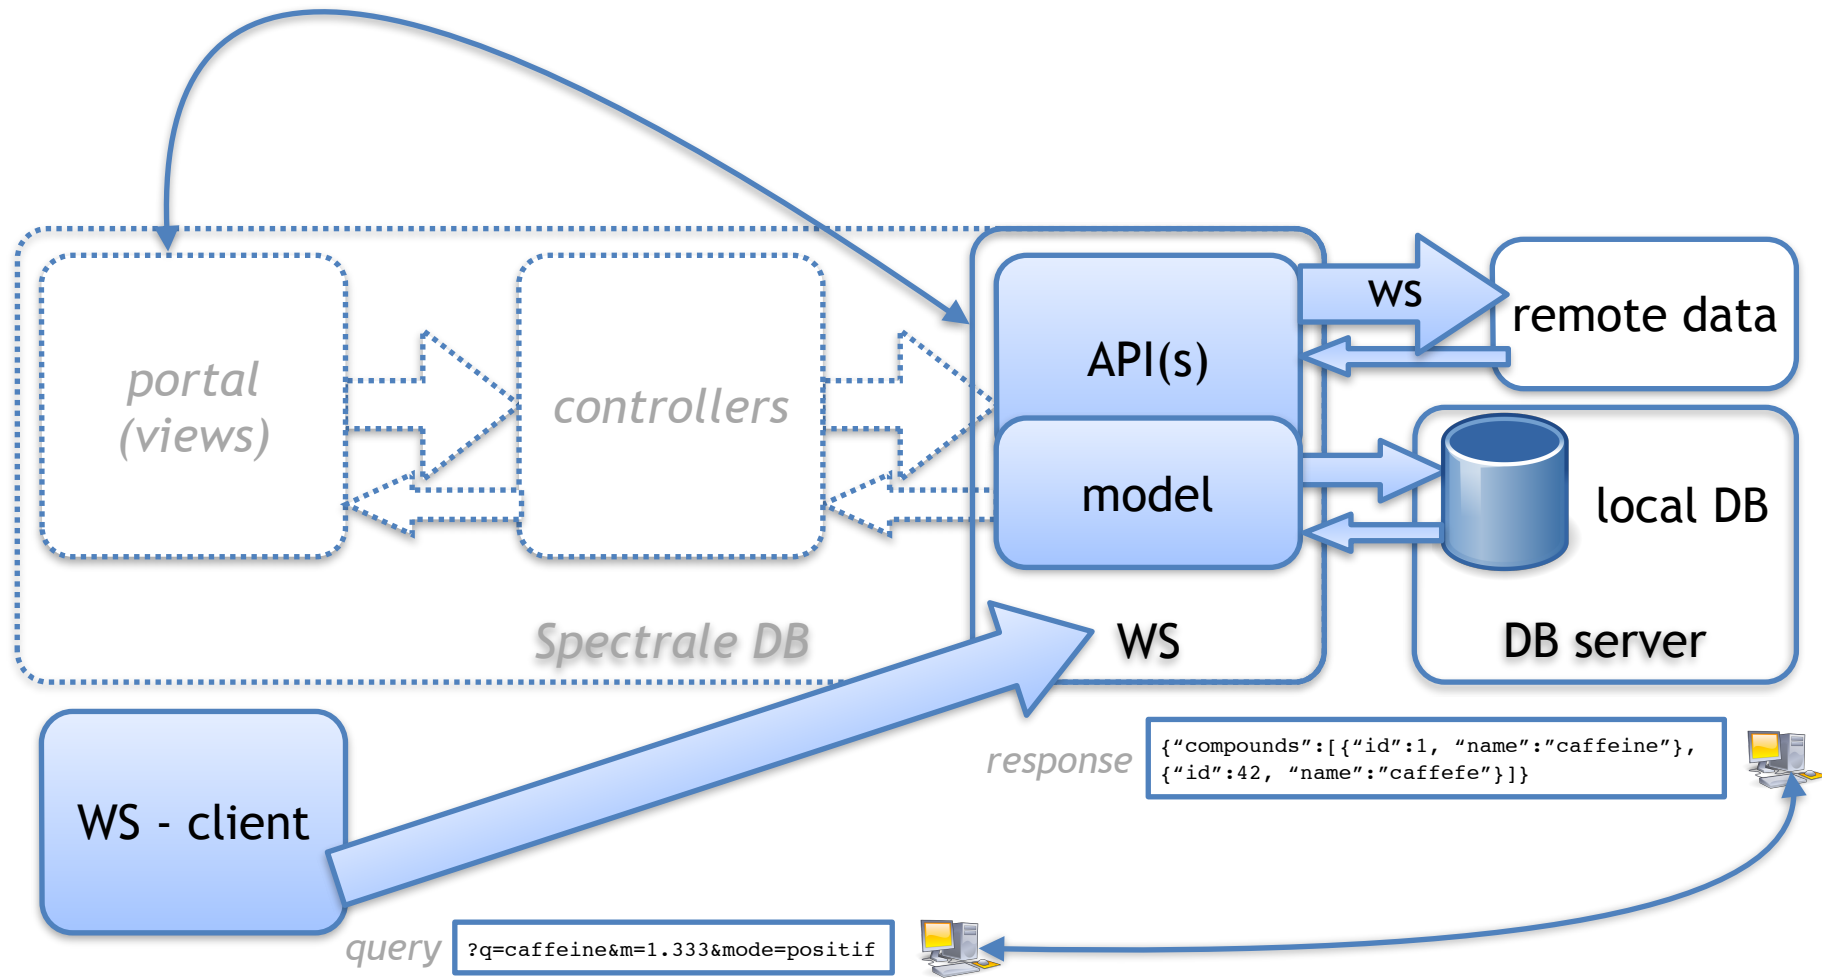 portal
(views)
controllers
API(s)
model
WS
remote data
local DB
DB server
Spectrale DB
WS
WS - client
response
{“compounds”:[{“id”:1, “name”:”caffeine”},
{“id”:42, “name”:”caffefe”}]}
query
?q=caffeine&m=1.333&mode=positif